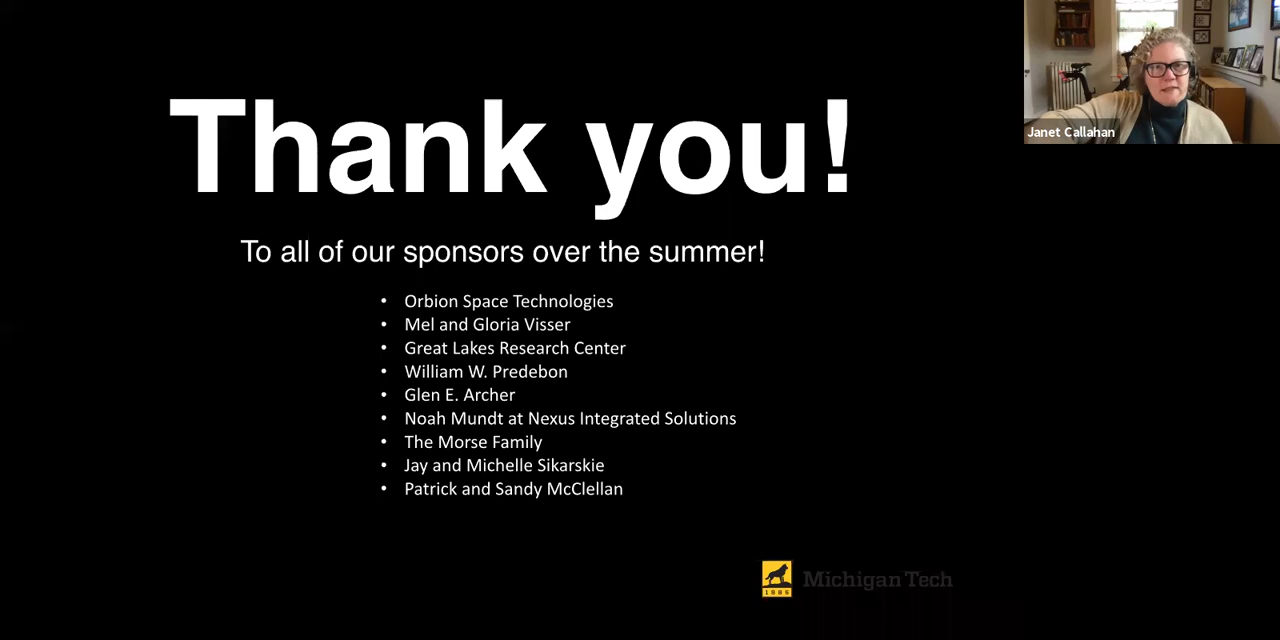 Thank you!
To all of our sponsors over the summer!
• Orbion Space Technologies
• Mel and Gloria Visser
• Great Lakes Research Center
• William W. Predebon
• Glen E. Archer
• Noah Mundt at Nexus Integrated Solutions
• The Morse Family
• Jay and Michelle Sikarskie
• Patrick and Sandy McClellan
Janet Callahan
Michigan Tech
1885